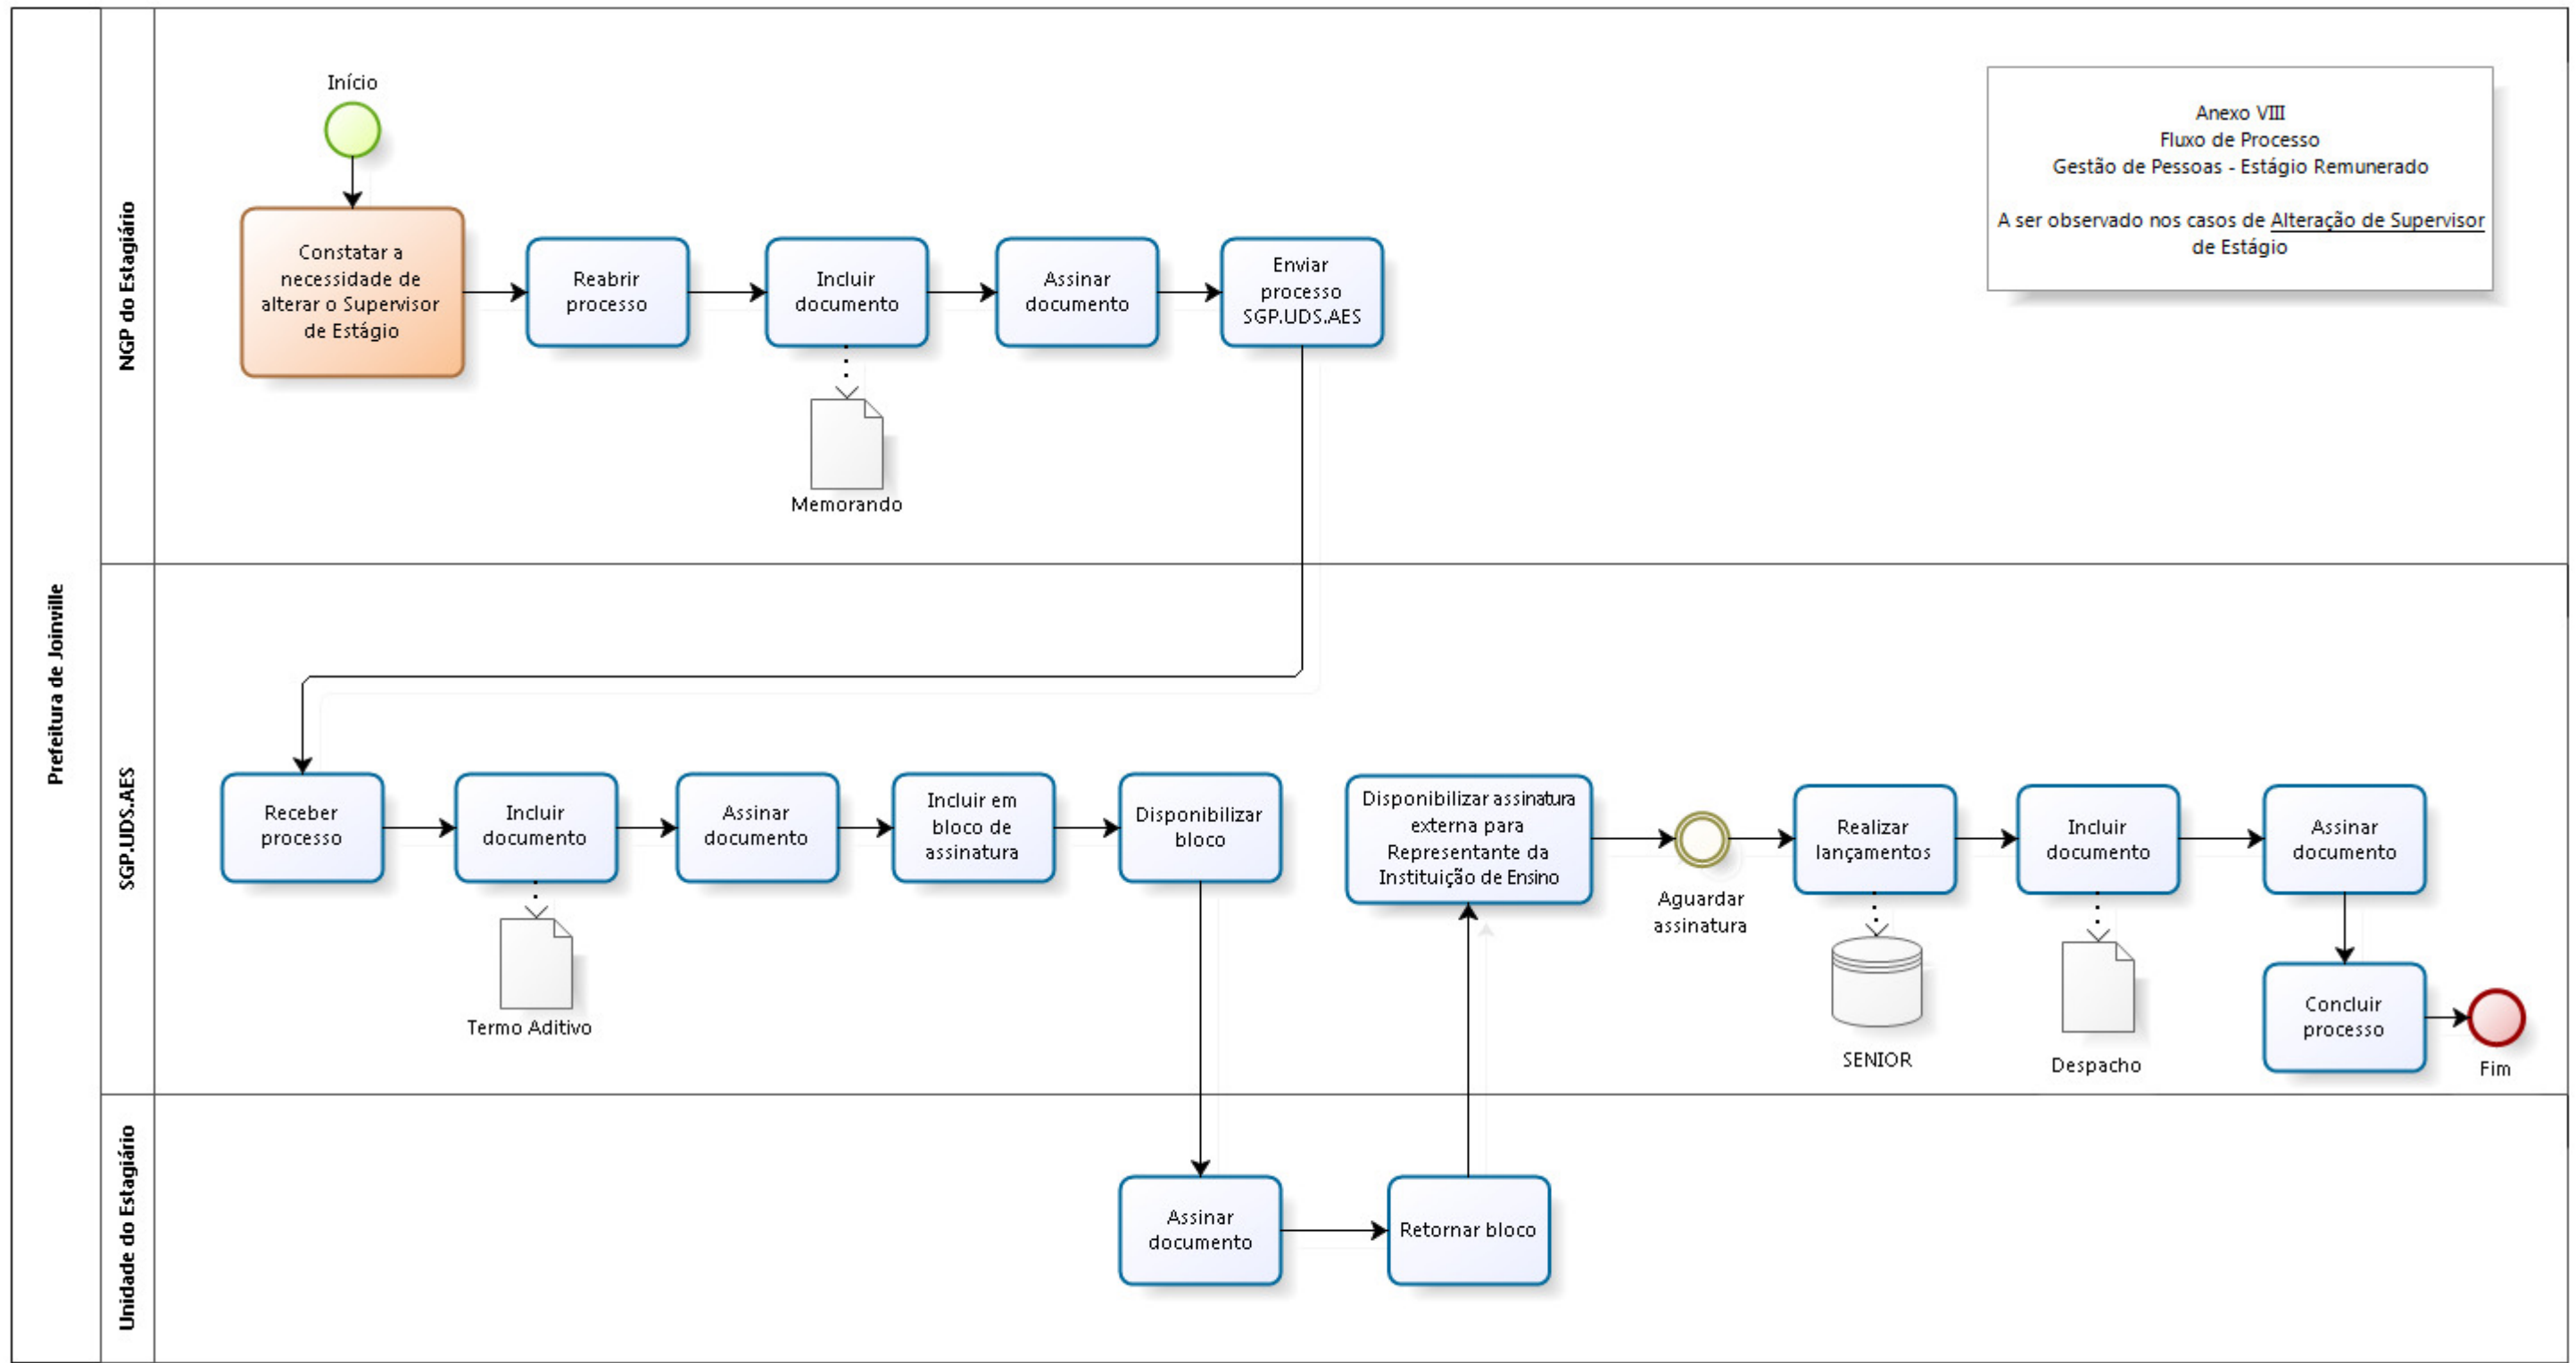 Prefeitura de Joinville
NGP do Estagiário
Início
Constatar a
necessidade de
alterar o Supervisor
de Estágio
Reabrir
processo
Incluir
documento
Memorando
Assinar
documento
Enviar
processo
SGP.UDS.AES
Anexo VIII
Fluxo de Processo
Gestão de Pessoas - Estágio Remunerado
A ser observado nos casos de Alteração de Supervisor
de Estágio
SGP.UDS.AES
Receber
processo
Incluir
documento
Termo Aditivo
Assinar
documento
Incluir em
bloco de
assinatura
Disponibilizar
bloco
Disponibilizar assinatura
externa para
Representante da
Instituição de Ensino
Aguardar
assinatura
Realizar
lançamentos
SENIOR
Incluir
documento
Despacho
Assinar
documento
Concluir
processo
Fim
Unidade do Estagiário
Assinar
documento
Retornar bloco